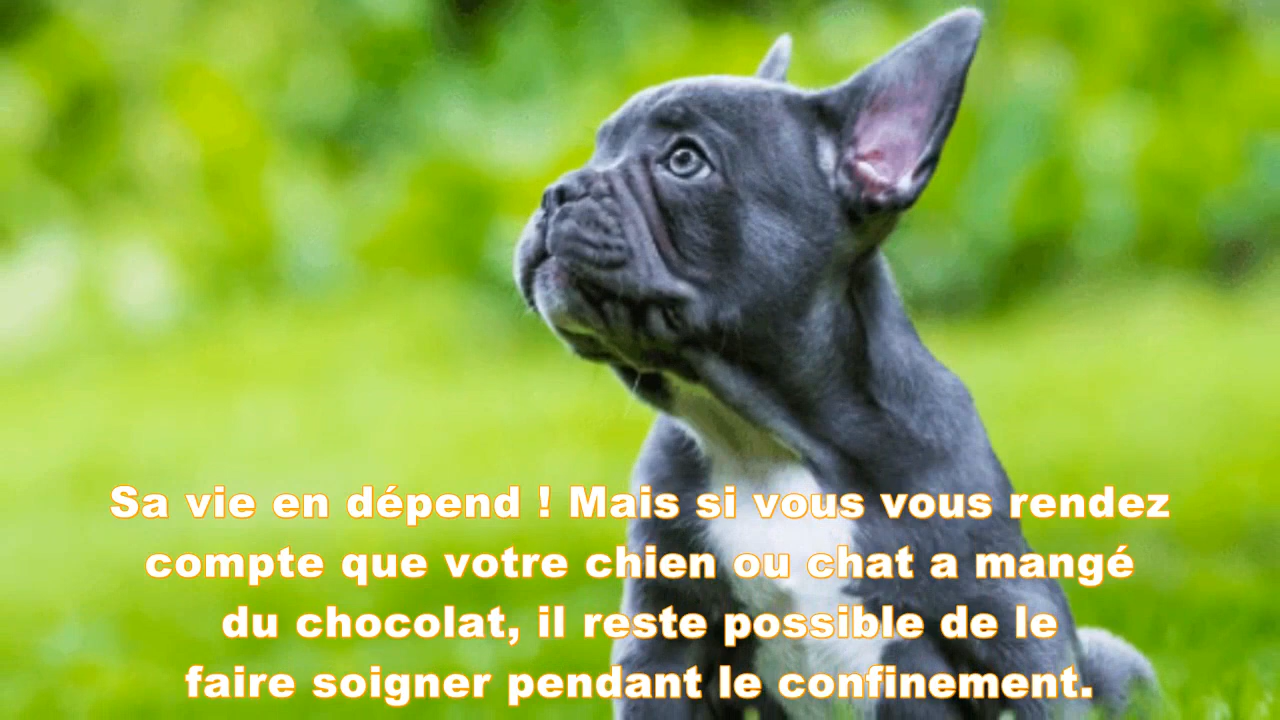 Sa vie en dépend ! Mais si vous vous rendez
compte que votre chien ou chat a mangé
du chocolat, il reste possible de le
faire soigner pendant le confinement.